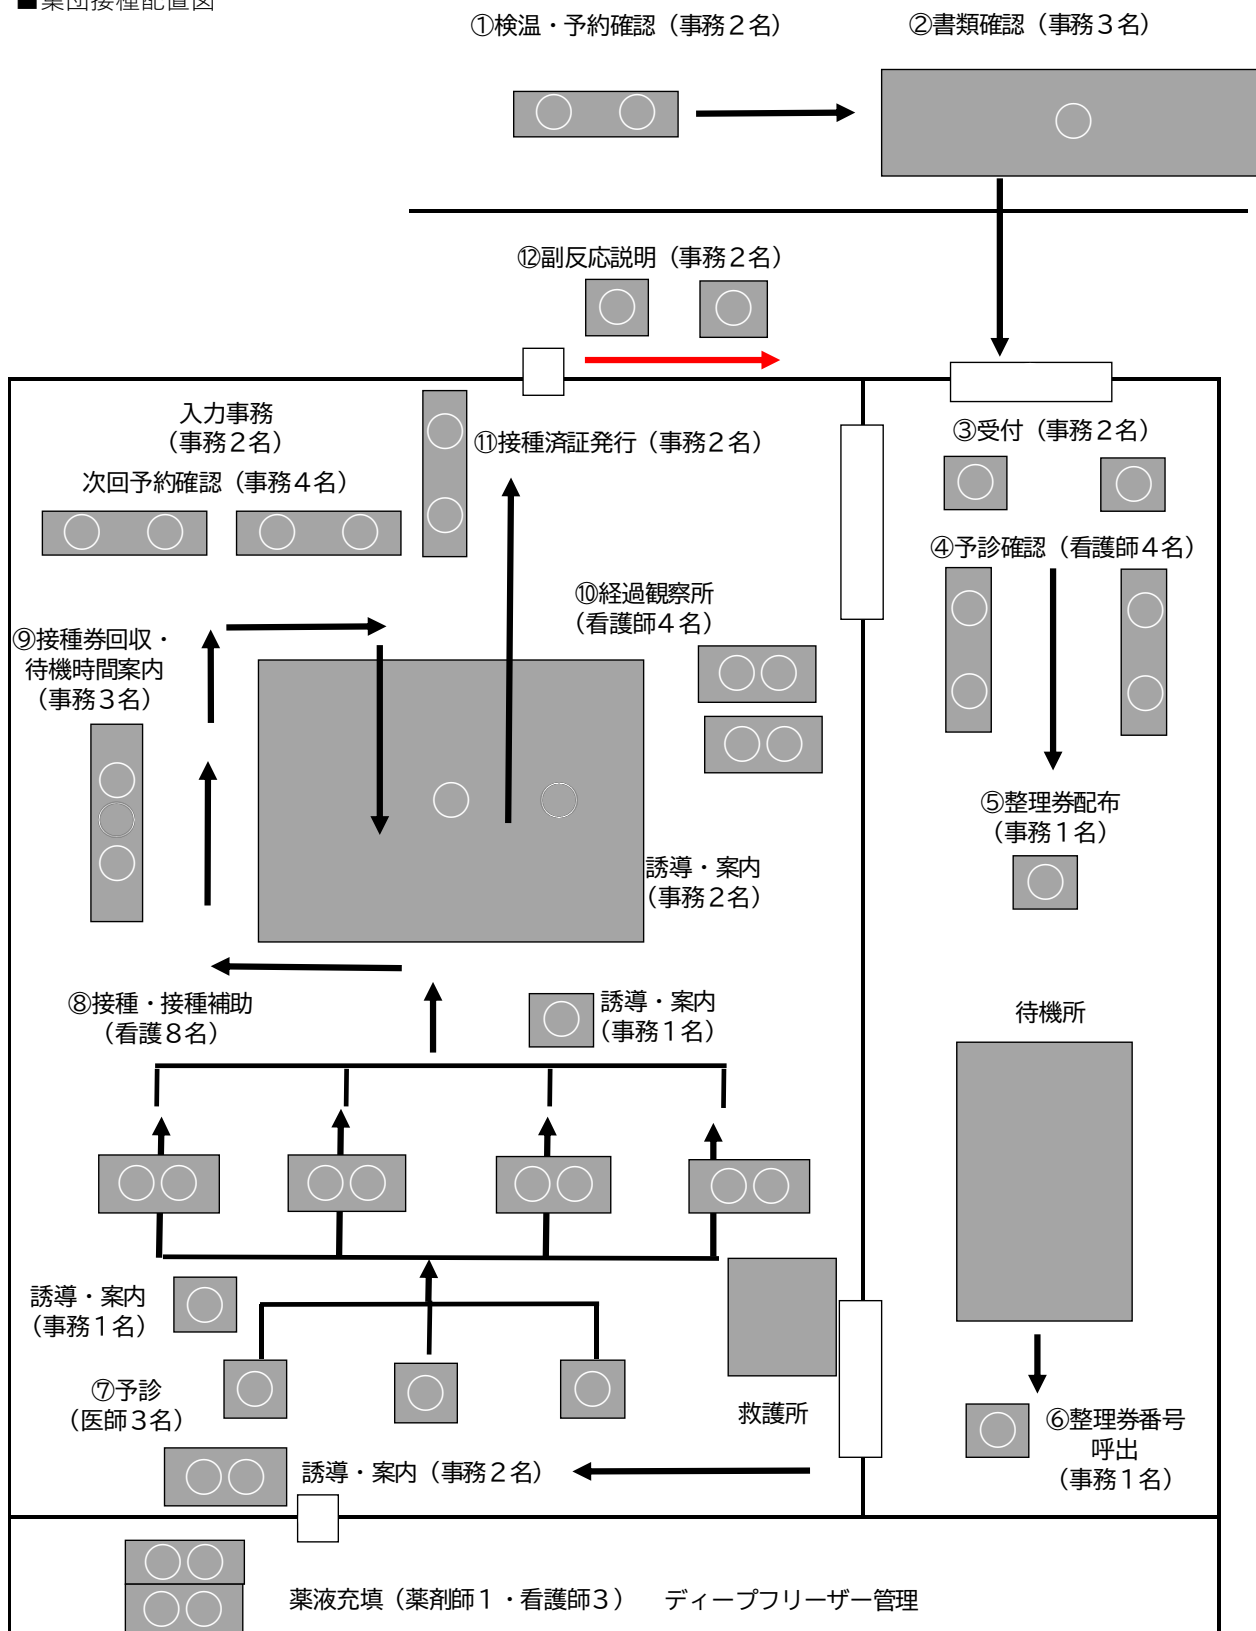 ■集団接種配置図
①検温・予約確認（事務２名）
②書類確認（事務３名）
⑫副反応説明（事務２名）
入力事務
（事務２名）
⑪接種済証発行（事務２名）
③受付（事務２名）
次回予約確認（事務４名）
④予診確認（看護師４名）
⑩経過観察所
（看護師４名）
⑨接種券回収・
待機時間案内
（事務３名）
⑤整理券配布
（事務１名）
誘導・案内
（事務２名）
⑧接種・接種補助
（看護８名）
誘導・案内
（事務１名）
待機所
誘導・案内
（事務１名）
⑦予診
（医師３名）
救護所
⑥整理券番号
呼出
（事務１名）
誘導・案内（事務２名）
薬液充填（薬剤師１・看護師３）　ディープフリーザー管理